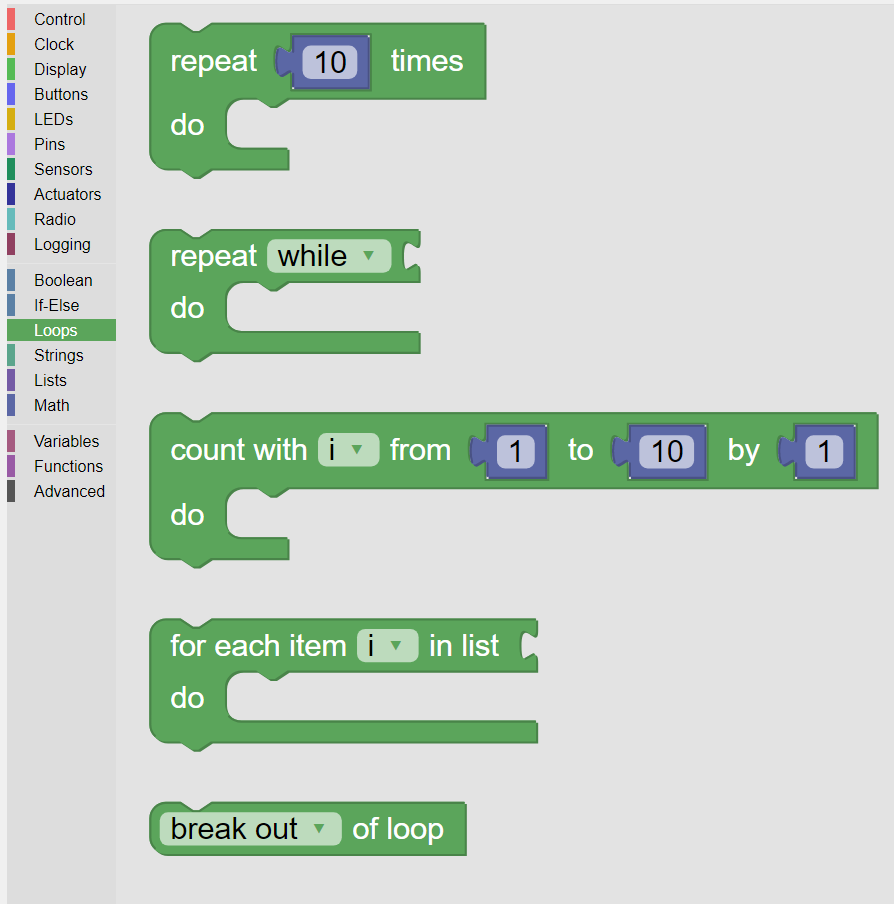 Control
Clock
Display
Buttons
LEDs
Pins
Sensors
Actuators
Radio
Logging
Boolean
If-Else
Loops
Strings
Lists
Math
Variables
Functions
Advanced
repeat 10 times
do
repeat while
do
count with i from 1 to 10 by 1
do
for each item i in list
do
break out of loop